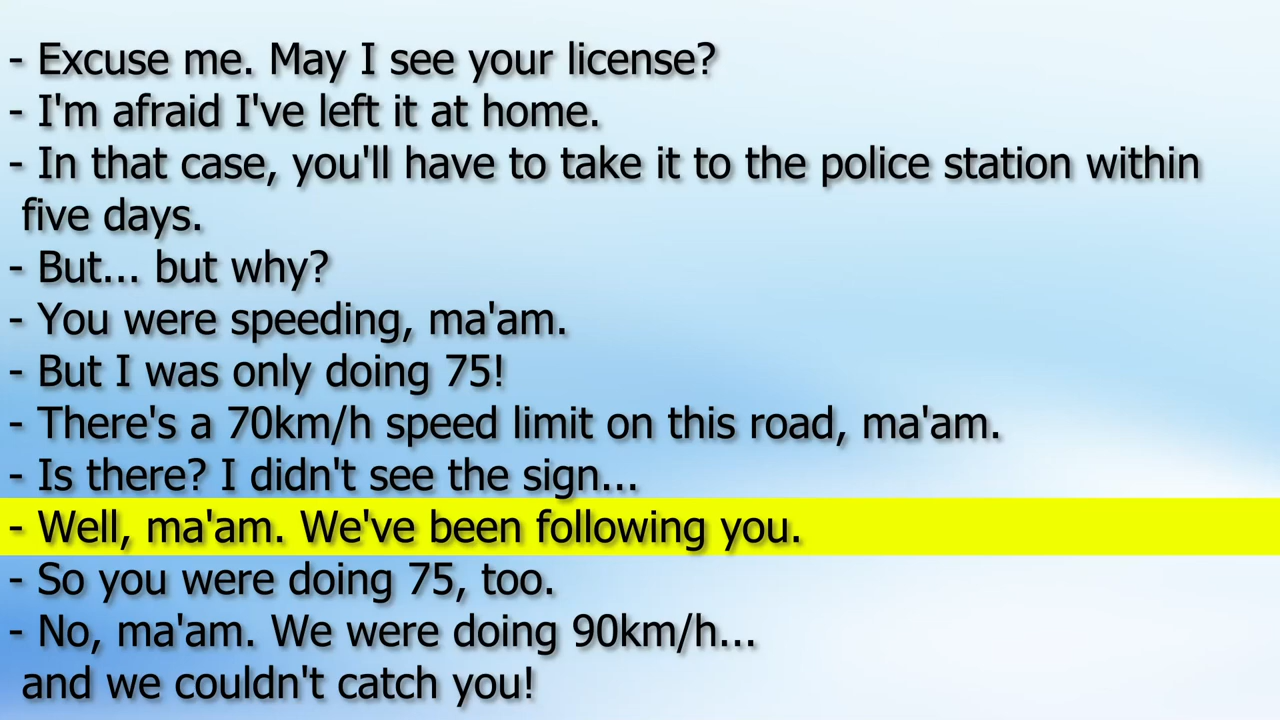 - Excuse me. May I see your license?
- I'm afraid I've left it at home.
- In that case, you'll have to take it to the police station within
five days.
- But... but why?
- You were speeding, ma'am.
- But I was only doing 75!
- There's a 70km/h speed limit on this road, ma'am.
- Is there? I didn't see the sign...
- Well, ma'am. We've been following you.
- So you were doing 75, too.
- No, ma'am. We were doing 90km/h...
and we couldn't catch you!